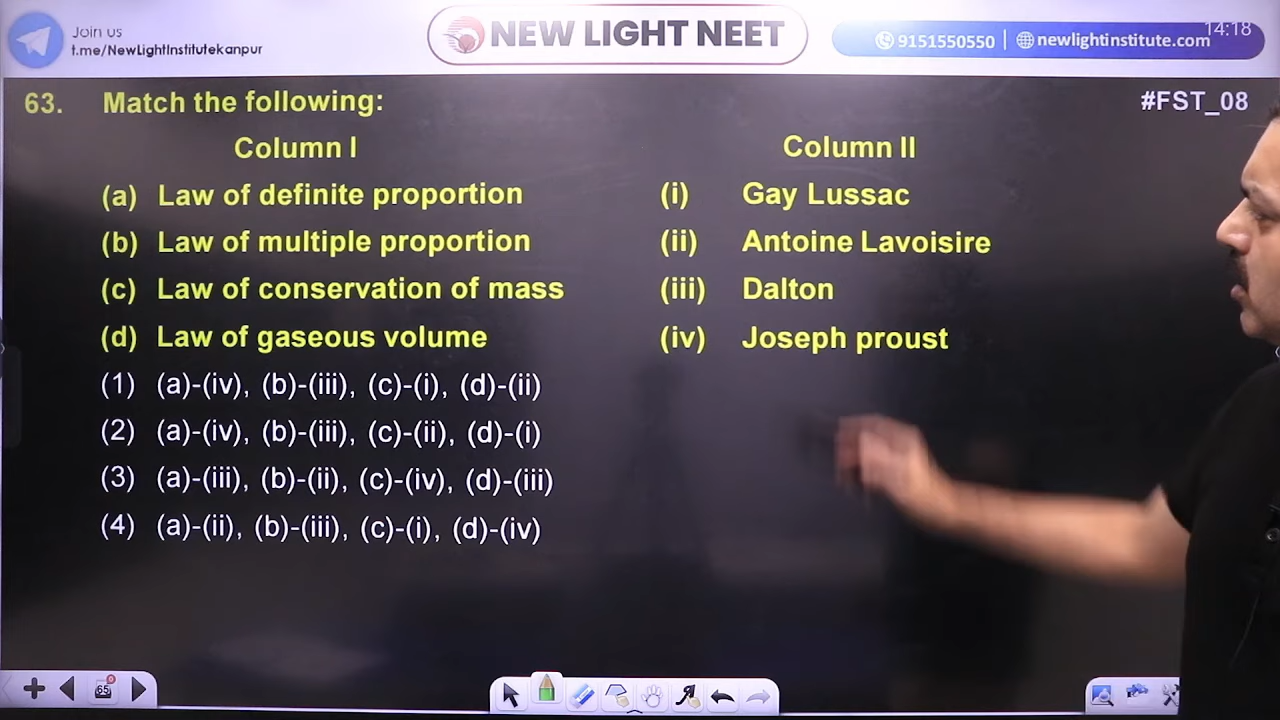 Join us
t.me/NewLightInstitutekanpur
NEW LIGHT NEET
9151550550 | newlightinstitute.com
14:18
63. Match the following:
#FST_08
Column I Column II
(a) Law of definite proportion (i) Gay Lussac
(b) Law of multiple proportion (ii) Antoine Lavoisire
(c) Law of conservation of mass (iii) Dalton
(d) Law of gaseous volume (iv) Joseph proust
(1) (a)-(iv), (b)-(iii), (c)-(i), (d)-(ii)
(2) (a)-(iv), (b)-(iii), (c)-(ii), (d)-(i)
(3) (a)-(iii), (b)-(ii), (c)-(iv), (d)-(iii)
(4) (a)-(ii), (b)-(iii), (c)-(i), (d)-(iv)
65